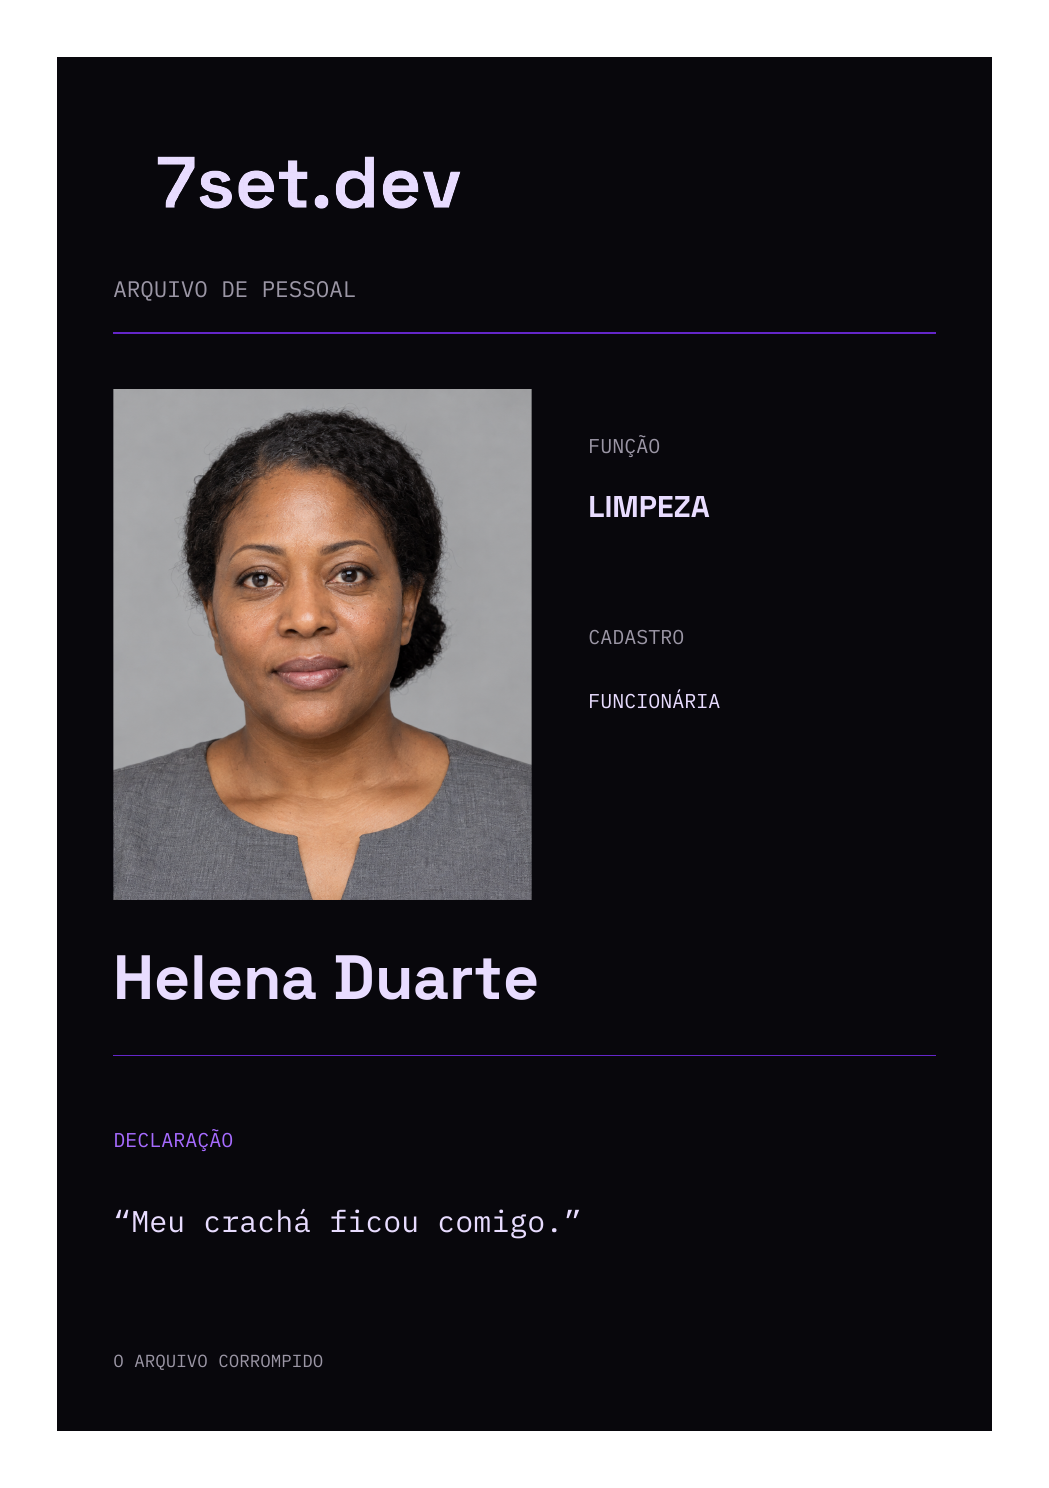 7set.dev
ARQUIVO DE PESSOAL
FUNÇÃO
LIMPEZA
CADASTRO
FUNCIONÁRIA
Helena Duarte
DECLARAÇÃO
“Meu crachá ficou comigo.”
O ARQUIVO CORROMPIDO